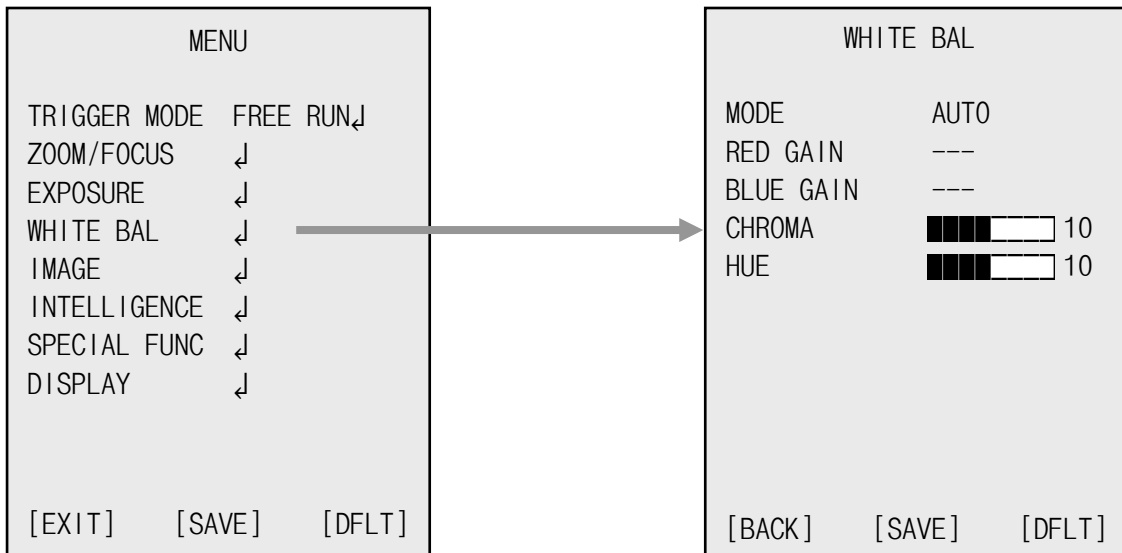 MENU
TRIGGER MODE FREE RUN↲
ZOOM/FOCUS ↲
EXPOSURE ↲
WHITE BAL ↲
IMAGE ↲
INTELLIGENCE ↲
SPECIAL FUNC ↲
DISPLAY ↲
[EXIT] [SAVE] [DFLT]
WHITE BAL
MODE AUTO
RED GAIN ---
BLUE GAIN ---
CHROMA 10
HUE 10
[BACK] [SAVE] [DFLT]